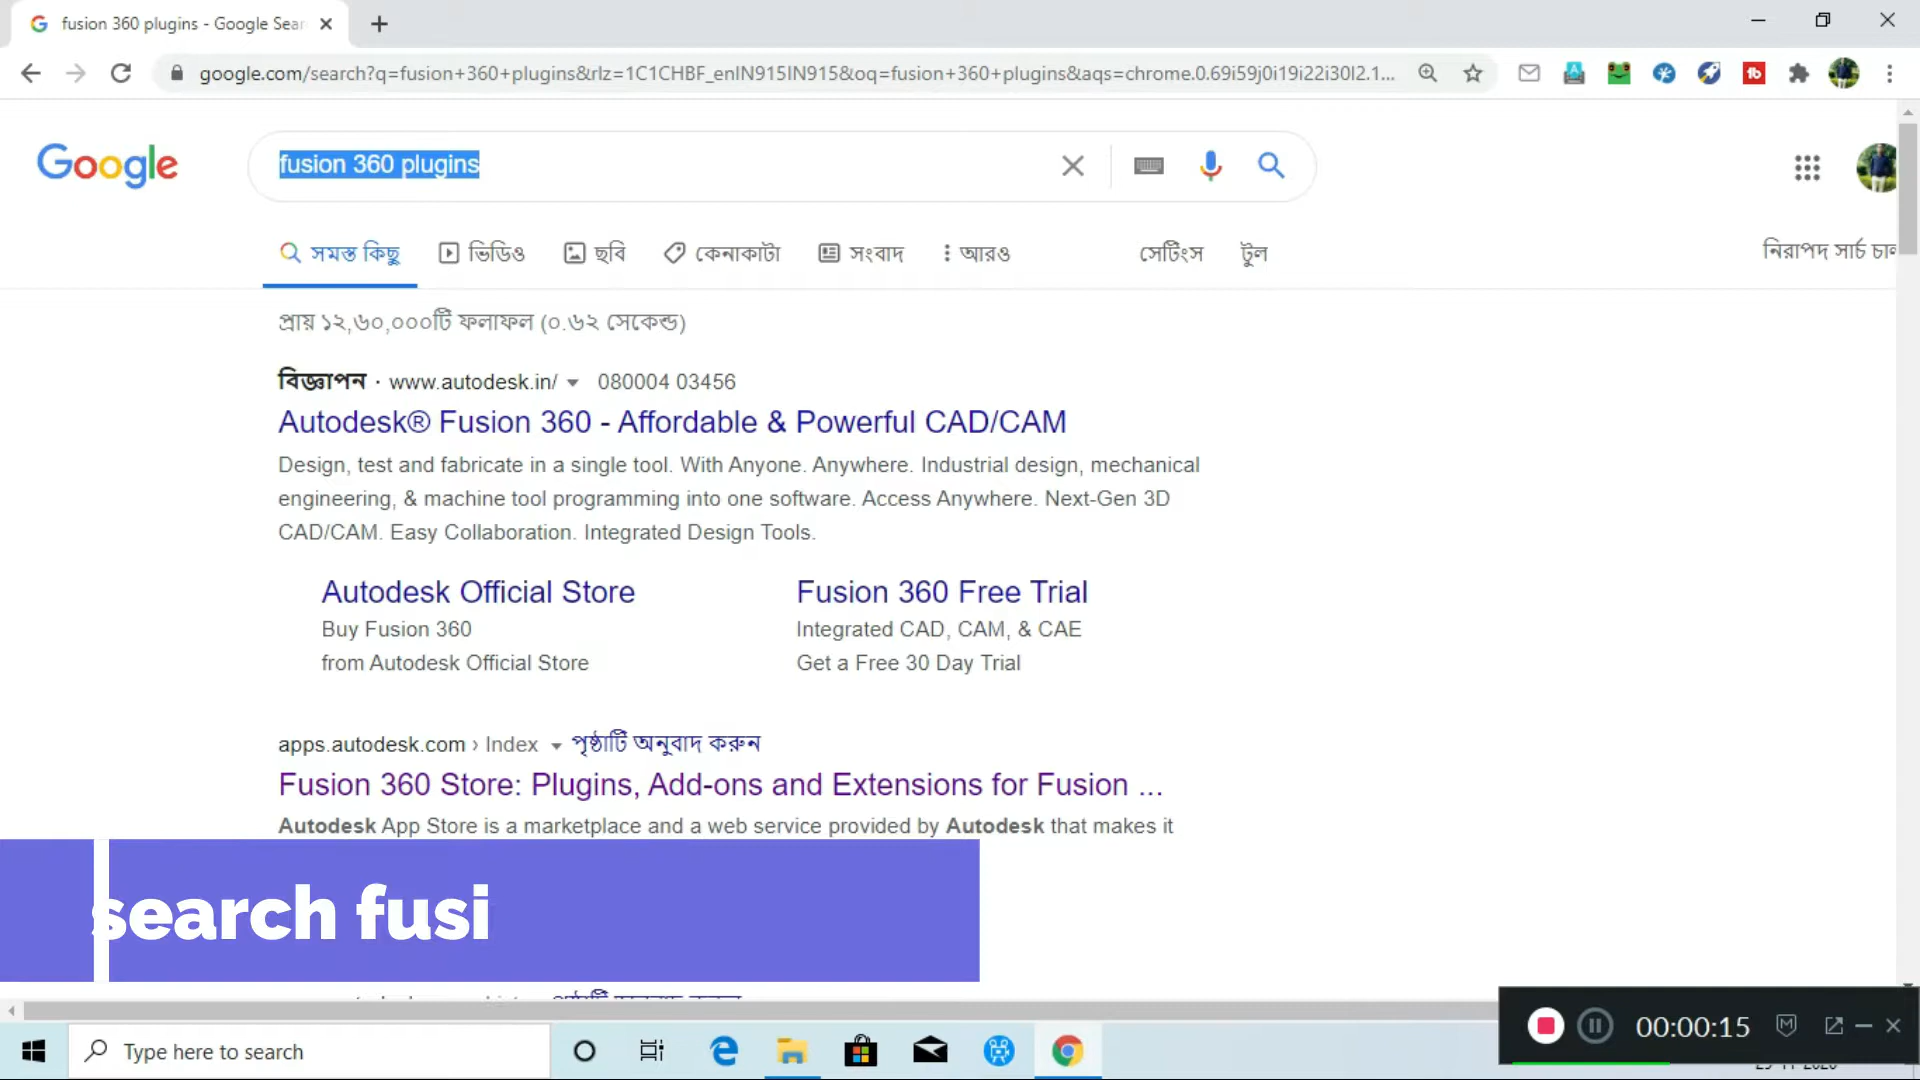 fusion 360 plugins - Google Sear
google.com/search?q=fusion+360+plugins&rlz=1C1CHBF_enIN915IN915&oq=fusion+360+plugins&aqs=chrome.0.69i59j0i19i22i30l2.1...
Google
fusion 360 plugins
সমস্ত কিছু ভিডিও ছবি কেনাকাটা সংবাদ আরও সেটিংস টুল
নিরাপদ সার্চ
প্রায় ১২,৬০,০০০টি ফলাফল (০.৬২ সেকেন্ড)
বিজ্ঞাপন · www.autodesk.in/ 080004 03456
Autodesk® Fusion 360 - Affordable & Powerful CAD/CAM
Design, test and fabricate in a single tool. With Anyone. Anywhere. Industrial design, mechanical
engineering, & machine tool programming into one software. Access Anywhere. Next-Gen 3D
CAD/CAM. Easy Collaboration. Integrated Design Tools.
Autodesk Official Store
Buy Fusion 360
from Autodesk Official Store
Fusion 360 Free Trial
Integrated CAD, CAM, & CAE
Get a Free 30 Day Trial
apps.autodesk.com › Index পৃষ্ঠাটি অনুবাদ করুন
Fusion 360 Store: Plugins, Add-ons and Extensions for Fusion ...
Autodesk App Store is a marketplace and a web service provided by Autodesk that makes it
search fusi
Type here to search
00:00:15